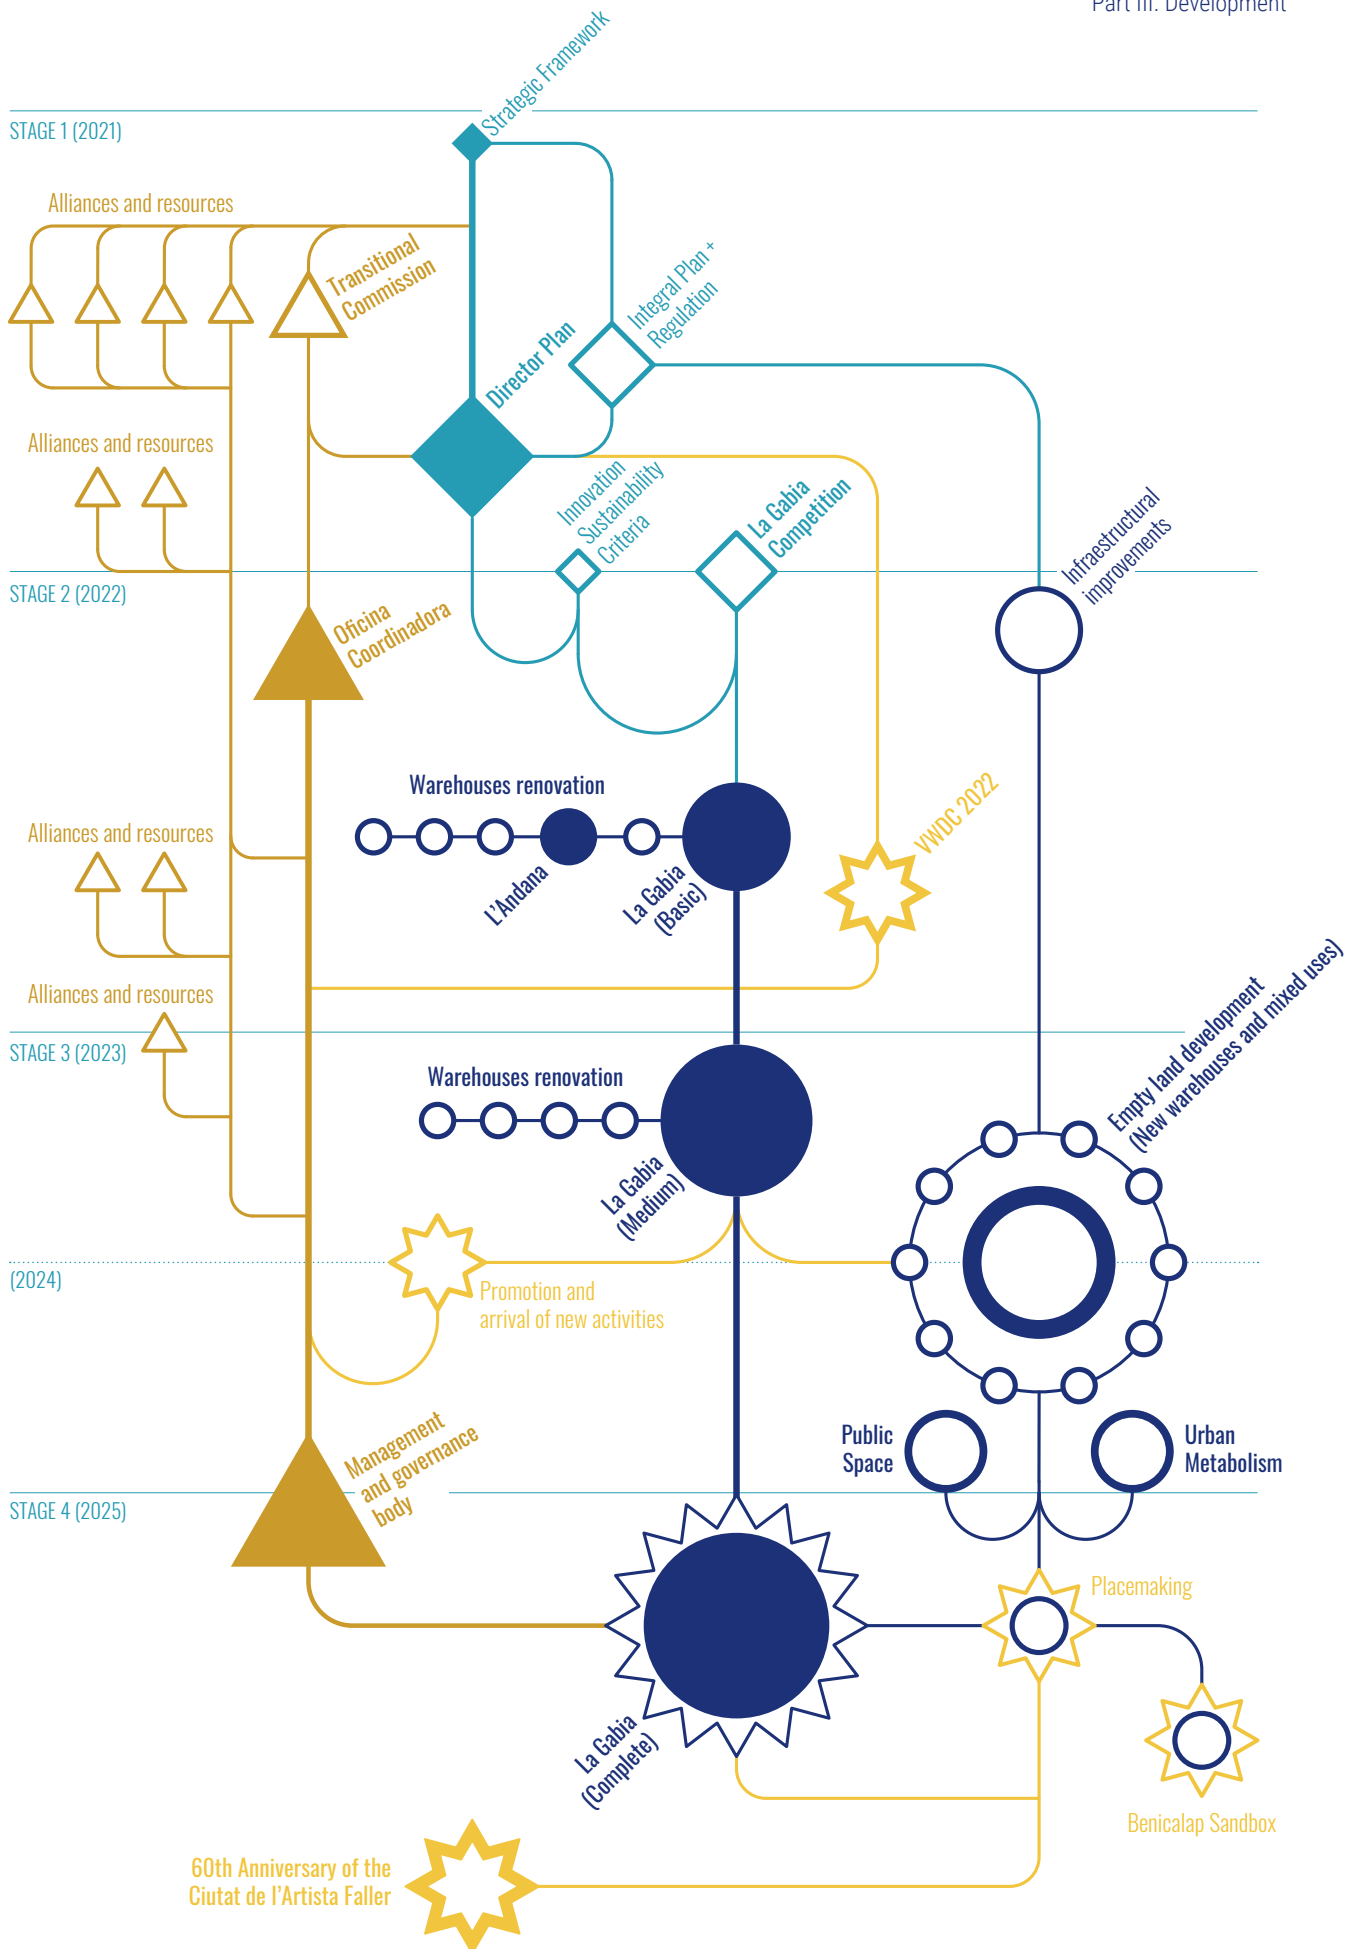 Part III. Development
Strategic Framework
STAGE 1 (2021)
Alliances and resources
Transitional
Commission
Integral Plan +
Regulation
Director Plan
Alliances and resources
Innovation
Sustainability
Criteria
La Gabia
Competition
Infraestructural
improvements
STAGE 2 (2022)
Oficina
Coordinadora
Warehouses renovation
VWDC 2022
Alliances and resources
L'Andana
La Gabia
(Basic)
Alliances and resources
Empty land development
(New warehouses and mixed uses)
STAGE 3 (2023)
Warehouses renovation
La Gabia
(Medium)
(2024)
Promotion and
arrival of new activities
Management
and governance
body
Public
Space
Urban
Metabolism
STAGE 4 (2025)
Placemaking
La Gabia
(Complete)
Benicalap Sandbox
60th Anniversary of the
Ciutat de l'Artista Faller